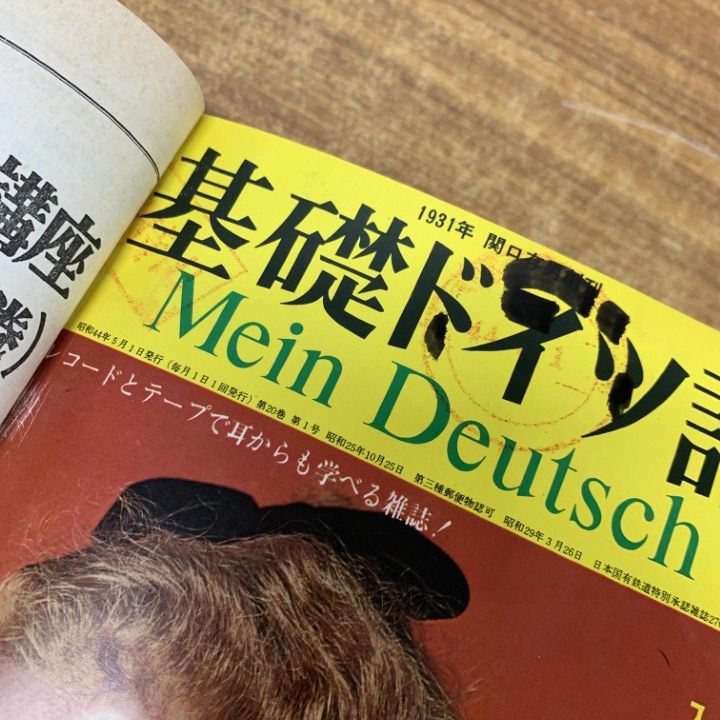 講座
1931年 関口存男創刊
基礎ドイツ語
Mein Deutsch
昭和44年5月1日発行(毎月1日1回発行)第20巻 第1号 昭和25年10月25日 第三種郵便物認可 昭和29年3月26日 日本国有鉄道特別承認雑誌
コードとテープで耳からも学べる雑誌!